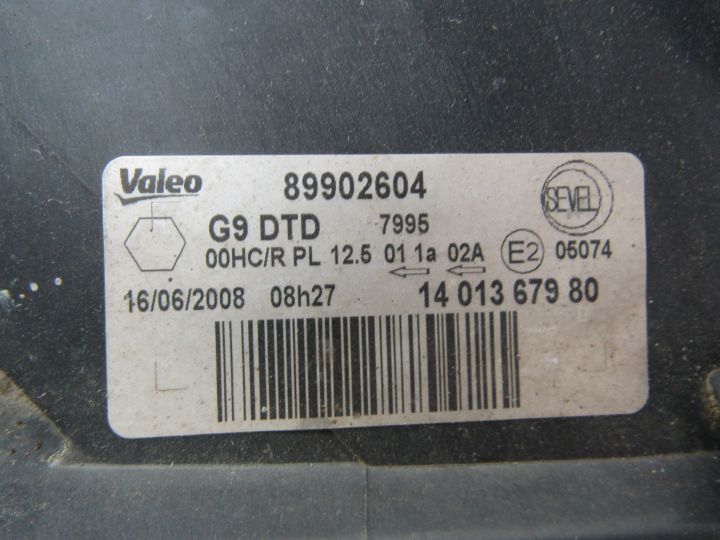 Valeo 89902604 SEVEL
G9 DTD 7995
00HC/R PL 12.5 01 1a 02A E2 05074
16/06/2008 08h27 14 013 679 80